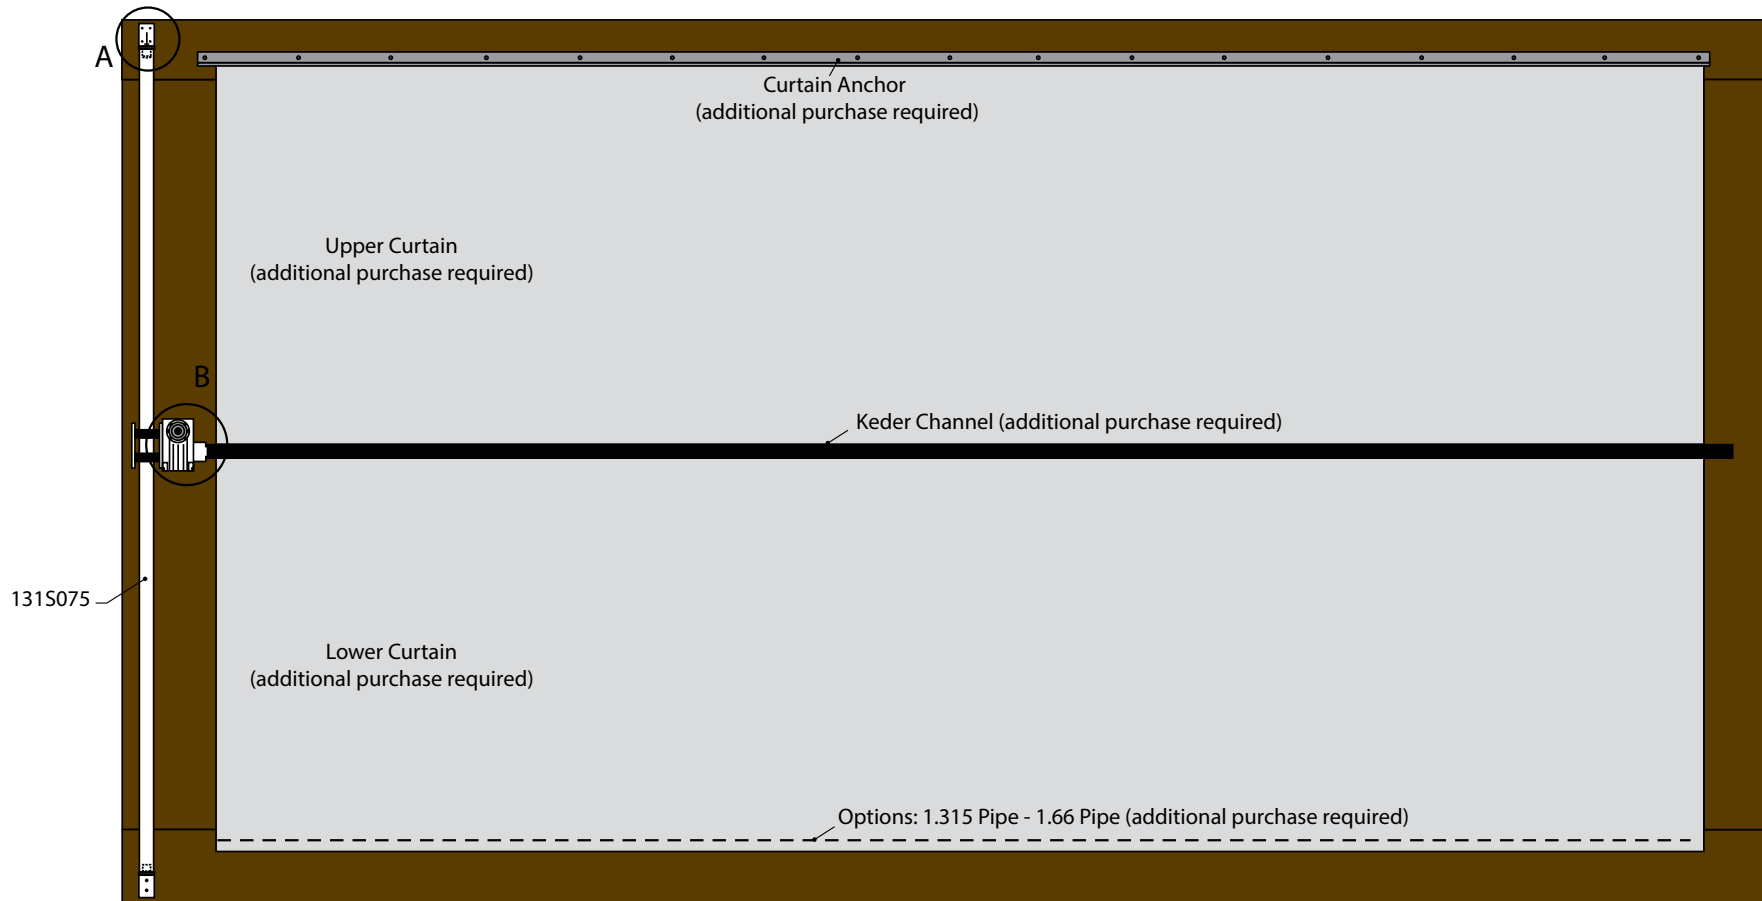 A
Curtain Anchor
(additional purchase required)
Upper Curtain
(additional purchase required)
B
Keder Channel (additional purchase required)
131S075
Lower Curtain
(additional purchase required)
Options: 1.315 Pipe - 1.66 Pipe (additional purchase required)